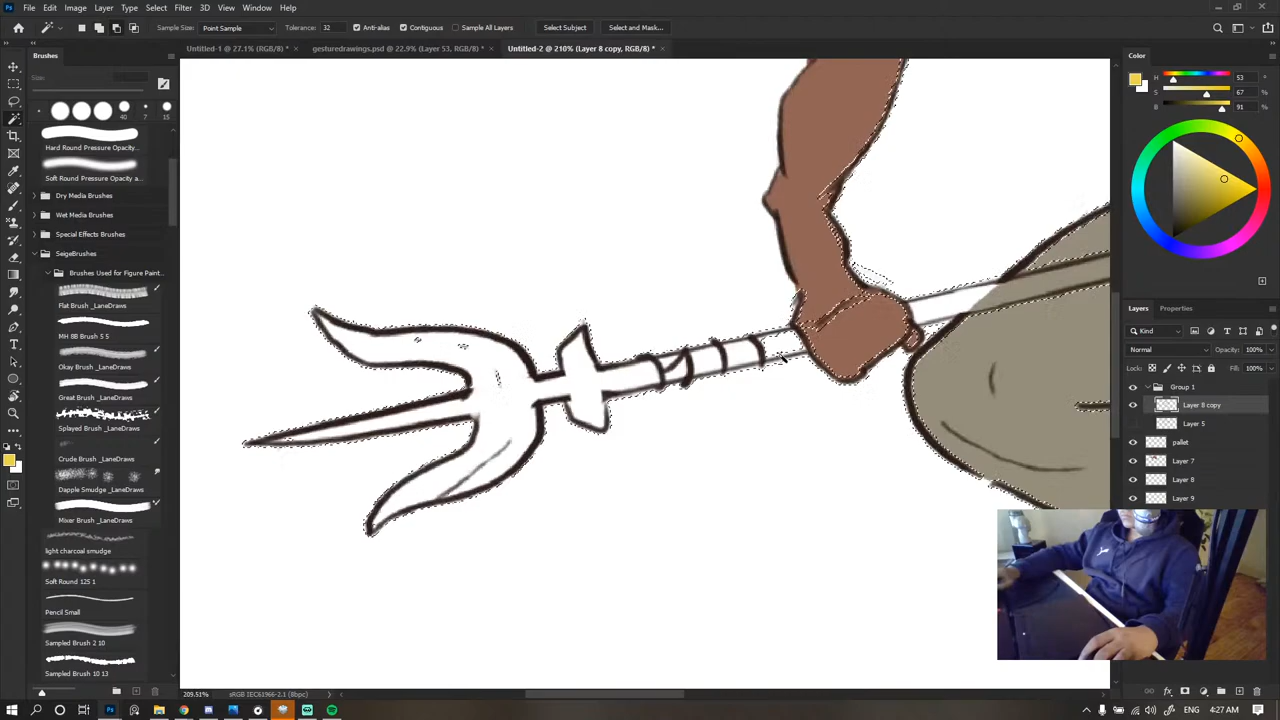 File Edit Image Layer Type Select Filter 3D View Window Help
Sample Size: Point Sample Tolerance: 32 Anti-alias Contiguous Sample All Layers Select Subject Select and Mask...
Untitled-1 @ 27.1% (RGB/8) * × gesturedrawings.psd @ 22.9% (Layer 53, RGB/8) * × Untitled-2 @ 210% (Layer 8 copy, RGB/8) * ×
Brushes
Size:
40 7 15
Hard Round Pressure Opacity...
Soft Round Pressure Opacity a...
Dry Media Brushes
Wet Media Brushes
Special Effects Brushes
SeigeBrushes
Brushes Used for Figure Paint...
Flat Brush _LaneDraws
MH 8B Brush 5 5
Okay Brush _LaneDraws
Great Brush _LaneDraws
Splayed Brush _LaneDraws
Crude Brush _LaneDraws
Dapple Smudge _LaneDraws
Mixer Brush _LaneDraws
light charcoal smudge
Soft Round 125 1
Pencil Small
Sampled Brush 2 10
Sampled Brush 10 13
Color
H 53 °
S 67 %
B 91 %
Layers Properties
Kind
Normal Opacity: 100%
Lock: Fill: 100%
Group 1
Layer 8 copy
Layer 5
pallet
Layer 7
Layer 8
Layer 9
209.51% sRGB IEC61966-2.1 (8bpc)
ENG 4:27 AM